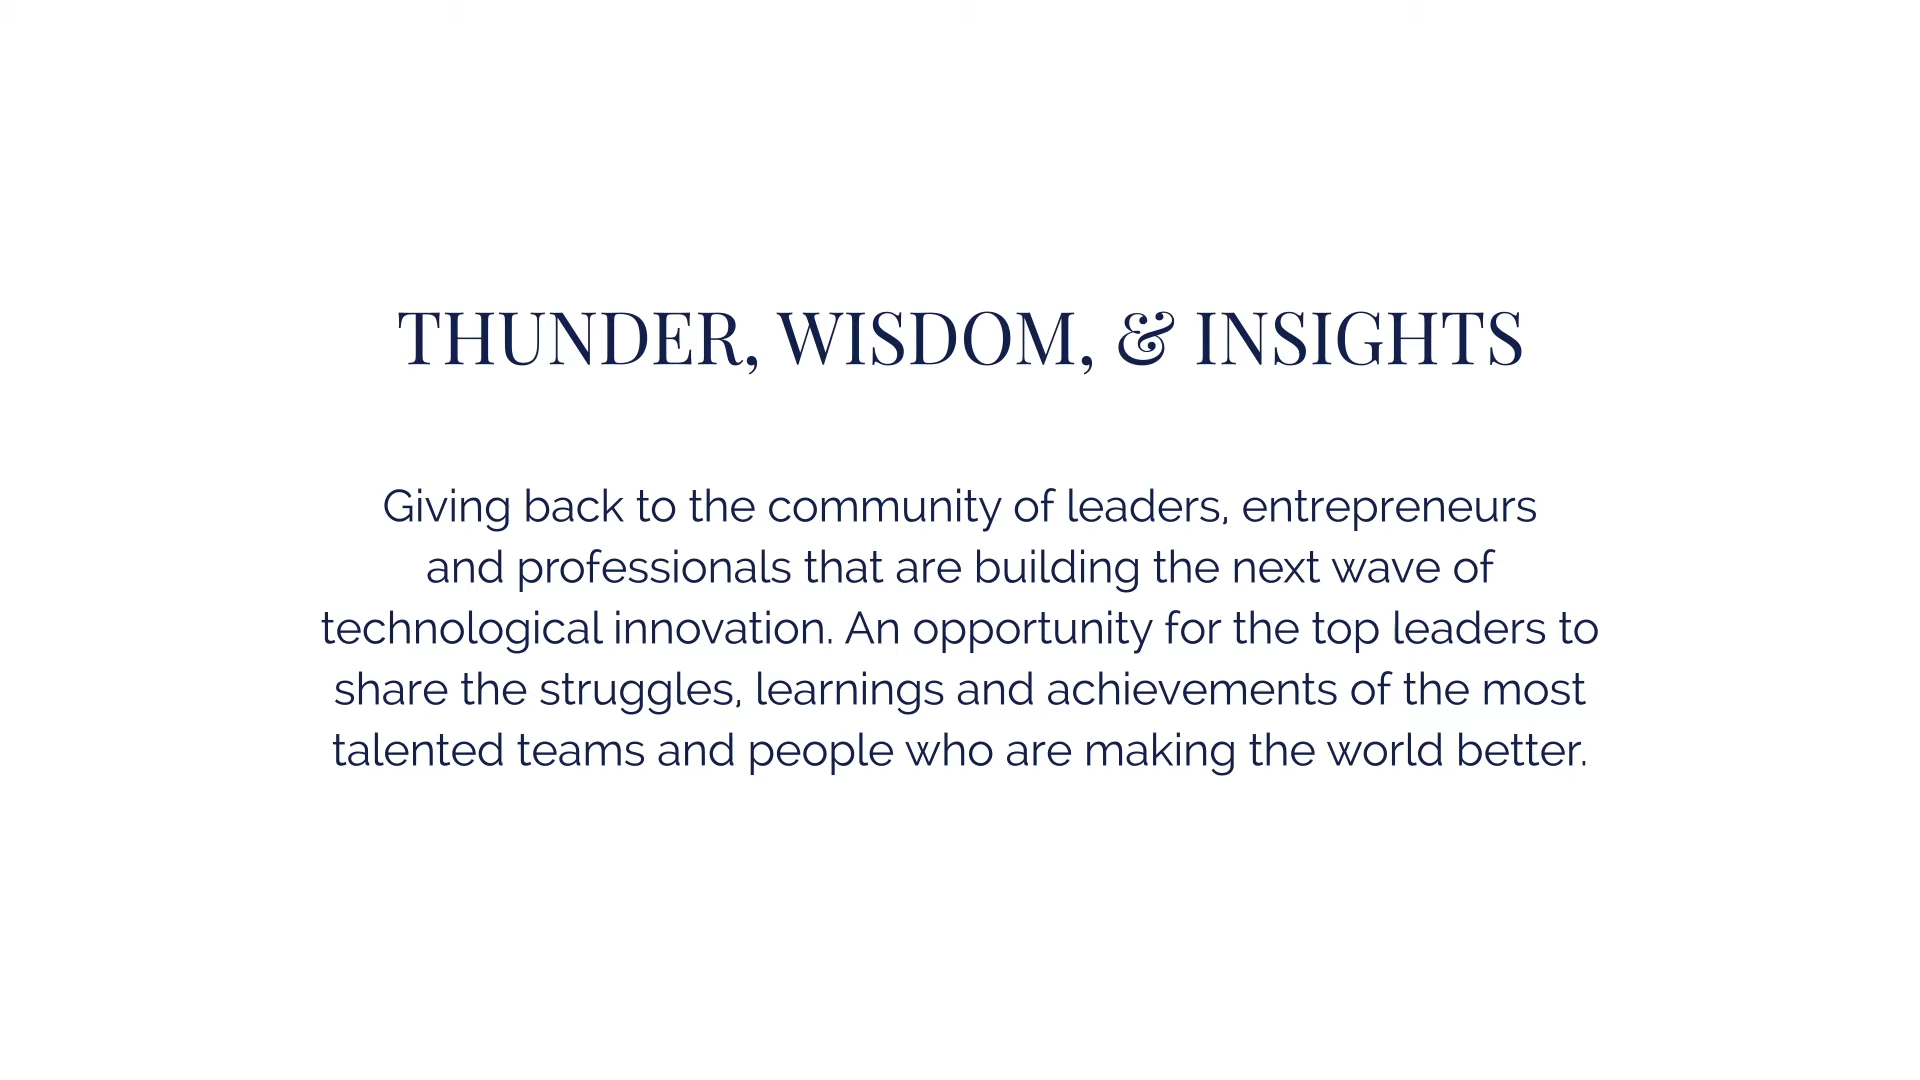 THUNDER, WISDOM, & INSIGHTS
Giving back to the community of leaders, entrepreneurs
and professionals that are building the next wave of
technological innovation. An opportunity for the top leaders to
share the struggles, learnings and achievements of the most
talented teams and people who are making the world better.